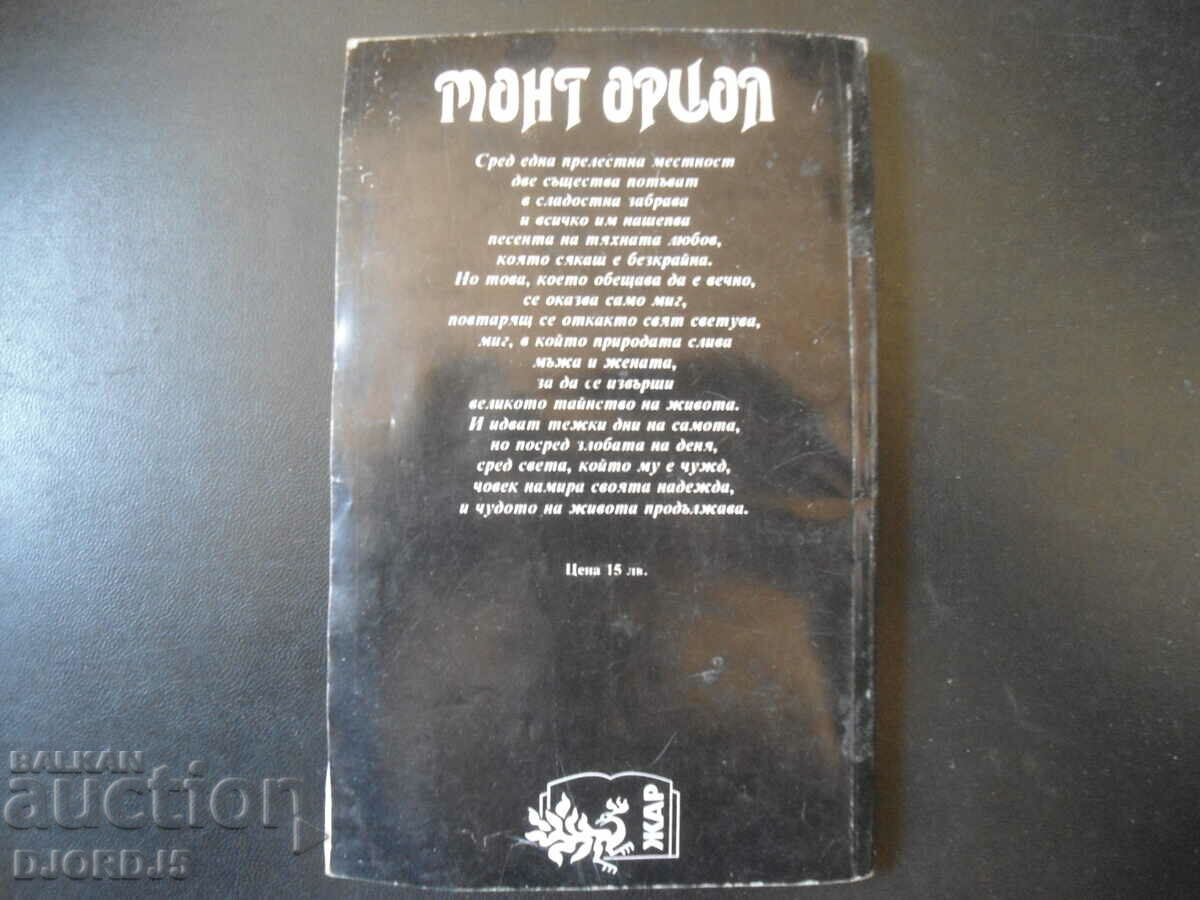 МОНТ ОРИОЛ
Сред една прелестна местност
две същества потъват
в сладостна забрава
и всичко им нашепва
песента на тяхната любов,
която сякаш е безкрайна.
Но това, което обещава да е вечно,
се оказва само миг,
повтарящ се откакто свят светува,
миг, в който природата слива
мъжа и жената,
за да се извърши
великото тайнство на живота.
И идват тежки дни на самота,
но посред злобата на деня,
сред света, който му е чужд,
човек намира своята надежда,
и чудото на живота продължава.
Цена 15 лв.
ЖАР
BALKAN
auction
DJORDJ5